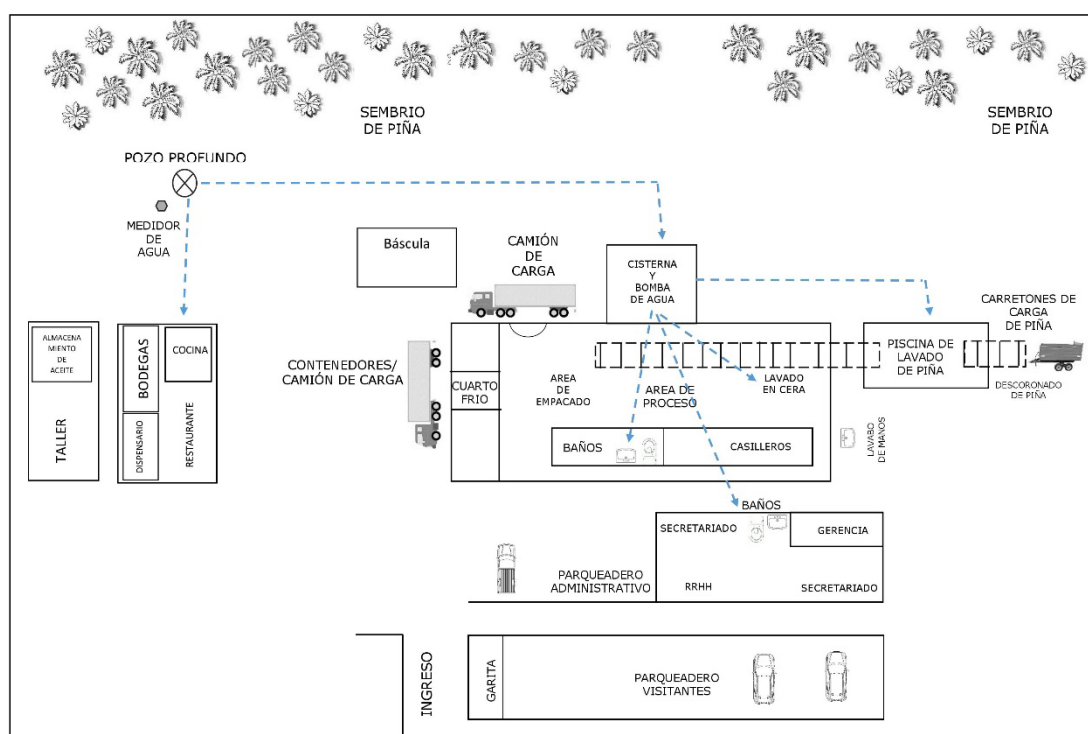 SEMBRIO
DE PIÑA
SEMBRIO
DE PIÑA
POZO PROFUNDO
MEDIDOR
DE
AGUA
Báscula
CAMIÓN
DE
CARGA
CISTERNA
Y
BOMBA
DE AGUA
CARRETONES DE
CARGA
DE PIÑA
ALMACENA
MIENTO DE
ACEITE
TALLER
BODEGAS
DISPENSARIO
COCINA
RESTAURANTE
CONTENEDORES/
CAMIÓN DE CARGA
CUARTO
FRIO
AREA
DE
EMPACADO
AREA DE
PROCESO
LAVADO
EN CERA
PISCINA DE
LAVADO
DE PIÑA
DESCORONADO
DE PIÑA
BAÑOS
CASILLEROS
LAVABO
DE MANOS
BAÑOS
SECRETARIADO
GERENCIA
RRHH
SECRETARIADO
PARQUEADERO
ADMINISTRATIVO
INGRESO
GARITA
PARQUEADERO
VISITANTES